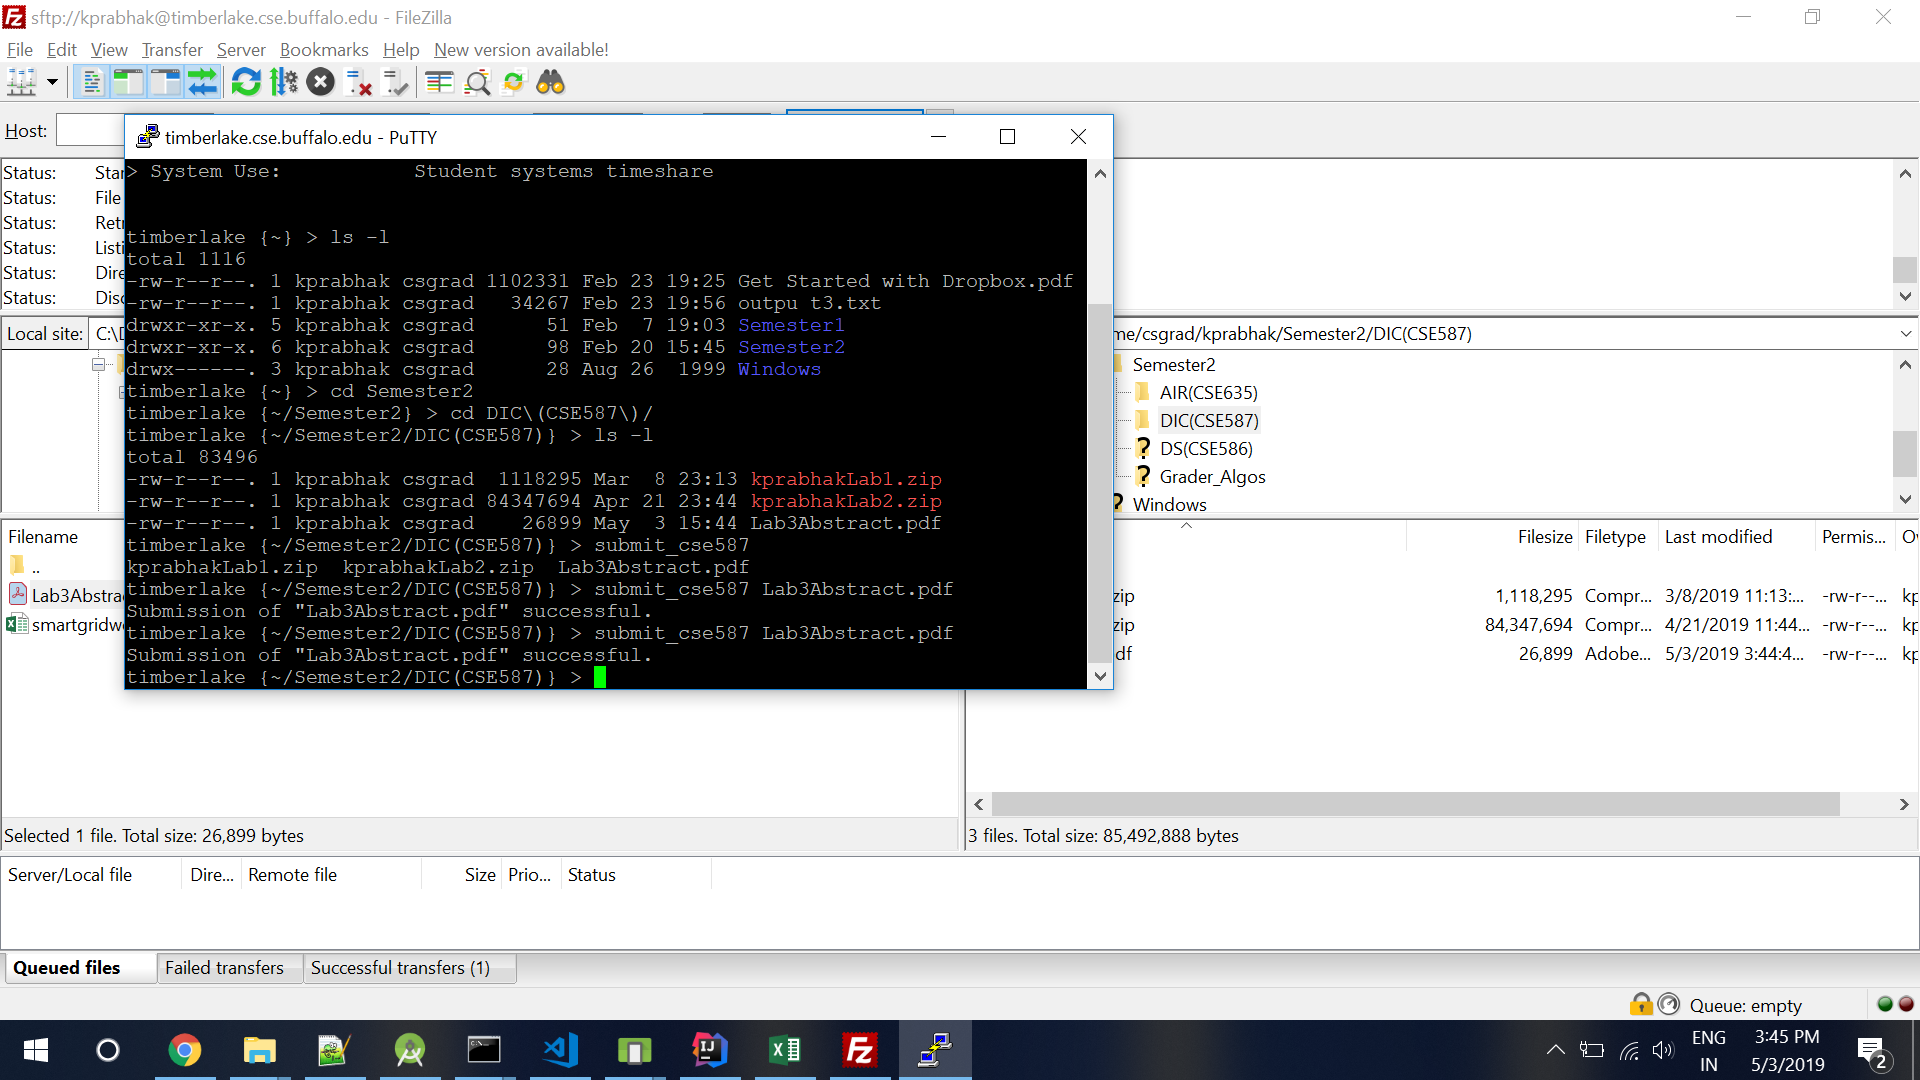 sftp://kprabhak@timberlake.cse.buffalo.edu - FileZilla
File Edit View Transfer Server Bookmarks Help New version available!
Host:
timberlake.cse.buffalo.edu - PuTTY
Status:
Status: File
Status:
Status:
Status:
Status:
> System Use: Student systems timeshare
timberlake {~} > ls -l
total 1116
-rw-r--r--. 1 kprabhak csgrad 1102331 Feb 23 19:25 Get Started with Dropbox.pdf
-rw-r--r--. 1 kprabhak csgrad 34267 Feb 23 19:56 outpu t3.txt
drwxr-xr-x. 5 kprabhak csgrad 51 Feb 7 19:03 Semester1
drwxr-xr-x. 6 kprabhak csgrad 98 Feb 20 15:45 Semester2
drwx------. 3 kprabhak csgrad 28 Aug 26 1999 Windows
timberlake {~} > cd Semester2
timberlake {~/Semester2} > cd DIC\(CSE587\)/
timberlake {~/Semester2/DIC(CSE587)} > ls -l
total 83496
-rw-r--r--. 1 kprabhak csgrad 1118295 Mar 8 23:13 kprabhakLab1.zip
-rw-r--r--. 1 kprabhak csgrad 84347694 Apr 21 23:44 kprabhakLab2.zip
-rw-r--r--. 1 kprabhak csgrad 26899 May 3 15:44 Lab3Abstract.pdf
timberlake {~/Semester2/DIC(CSE587)} > submit_cse587
kprabhakLab1.zip kprabhakLab2.zip Lab3Abstract.pdf
timberlake {~/Semester2/DIC(CSE587)} > submit_cse587 Lab3Abstract.pdf
Submission of "Lab3Abstract.pdf" successful.
timberlake {~/Semester2/DIC(CSE587)} > submit_cse587 Lab3Abstract.pdf
Submission of "Lab3Abstract.pdf" successful.
timberlake {~/Semester2/DIC(CSE587)} >
Local site: C:\
me/csgrad/kprabhak/Semester2/DIC(CSE587)
Semester2
AIR(CSE635)
DIC(CSE587)
DS(CSE586)
Grader_Algos
Windows
Filename
..
Lab3Abstra
smartgridw
Filesize Filetype Last modified Permis... O
zip 1,118,295 Compr... 3/8/2019 11:13:... -rw-r--... kp
zip 84,347,694 Compr... 4/21/2019 11:44... -rw-r--... kp
df 26,899 Adobe... 5/3/2019 3:44:4... -rw-r--... kp
Selected 1 file. Total size: 26,899 bytes
3 files. Total size: 85,492,888 bytes
Server/Local file Dire... Remote file Size Prio... Status
Queued files Failed transfers Successful transfers (1)
Queue: empty
ENG
IN
3:45 PM
5/3/2019
2